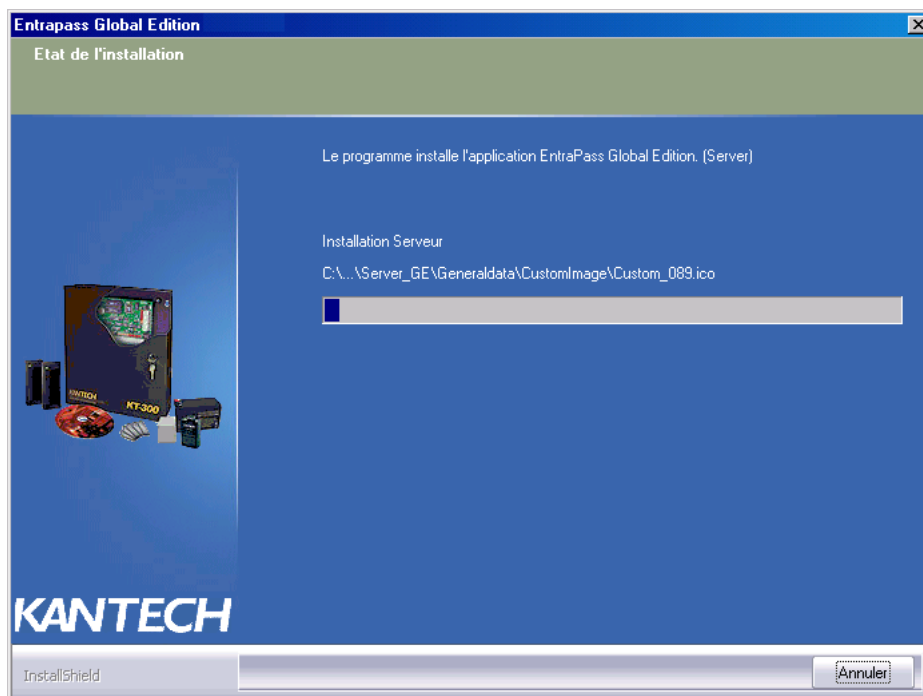 Entrapass Global Edition
Etat de l'installation
Le programme installe l'application EntraPass Global Edition. (Server)
Installation Serveur
C:\...\Server_GE\Generaldata\CustomImage\Custom_089.ico
KANTECH
KT-300
KANTECH
InstallShield
Annuler